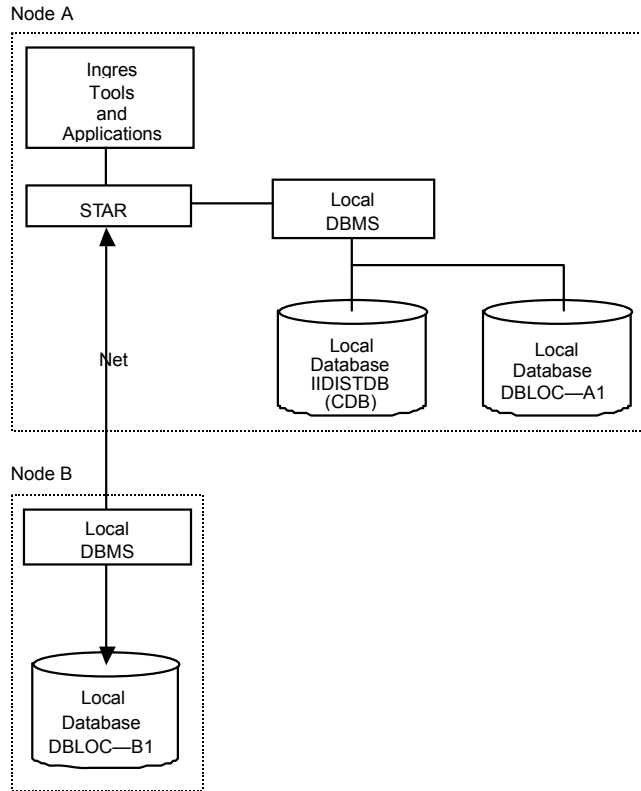 Node A
Ingres
Tools
and
Applications
STAR
Local
DBMS
Local
Database
IIDISTDB
(CDB)
Local
Database
DBLOC—A1
Net
Node B
Local
DBMS
Local
Database
DBLOC—B1